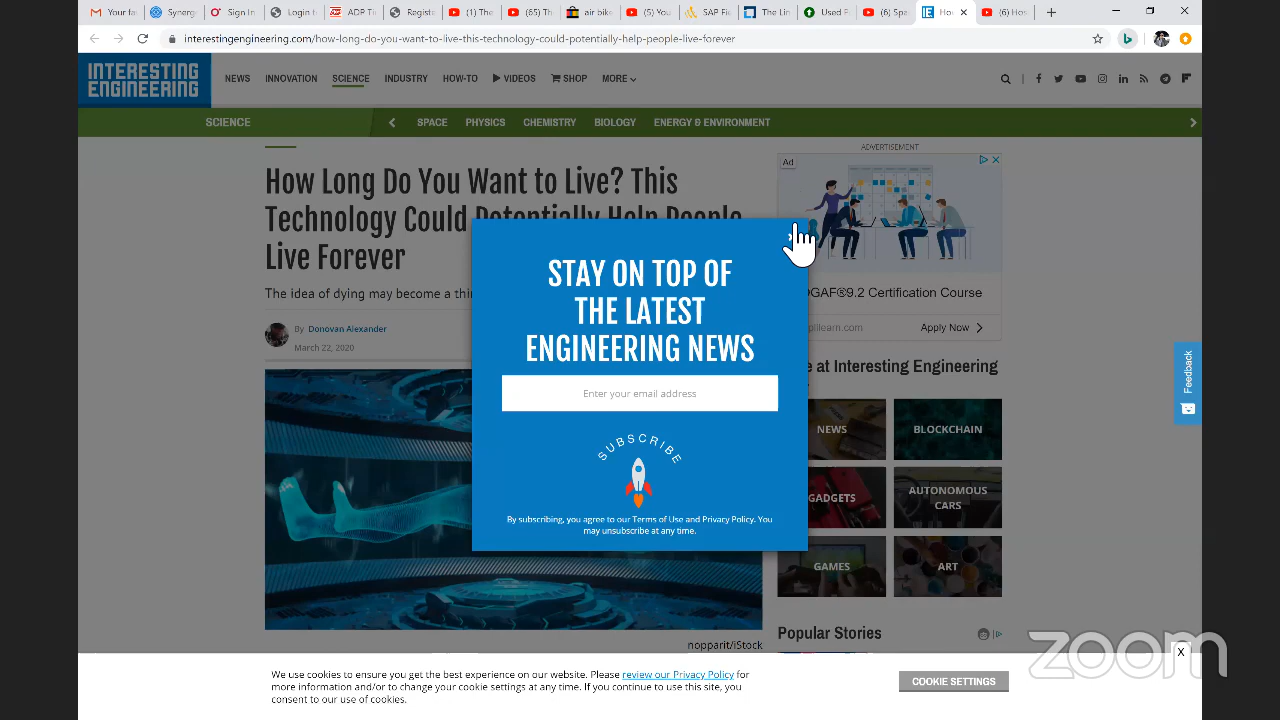 Your fa
Synerg
Sign In
Login t
ADP Ti
Registe
(1) The
(65) Th
air bike
(5) You
SAP Fi
The Lin
Used F
(6) Spa
Ho
(6) Hos
interestingengineering.com/how-long-do-you-want-to-live-this-technology-could-potentially-help-people-live-forever
INTERESTING
ENGINEERING
NEWS
INNOVATION
SCIENCE
INDUSTRY
HOW-TO
VIDEOS
SHOP
MORE
SCIENCE
SPACE
PHYSICS
CHEMISTRY
BIOLOGY
ENERGY & ENVIRONMENT
How Long Do You Want to Live? This
Technology Could Potentially Help People
Live Forever
The idea of dying may become a thi
By Donovan Alexander
March 22, 2020
nopparit/iStock
STAY ON TOP OF
THE LATEST
ENGINEERING NEWS
Enter your email address
SUBSCRIBE
By subscribing, you agree to our Terms of Use and Privacy Policy. You
may unsubscribe at any time.
ADVERTISEMENT
Ad
OGAF®9.2 Certification Course
plilearn.com
Apply Now
e at Interesting Engineering
NEWS
BLOCKCHAIN
GADGETS
AUTONOMOUS
CARS
GAMES
ART
Popular Stories
Feedback
We use cookies to ensure you get the best experience on our website. Please review our Privacy Policy for
more information and/or to change your cookie settings at any time. If you continue to use this site, you
consent to our use of cookies.
COOKIE SETTINGS
X
zoom